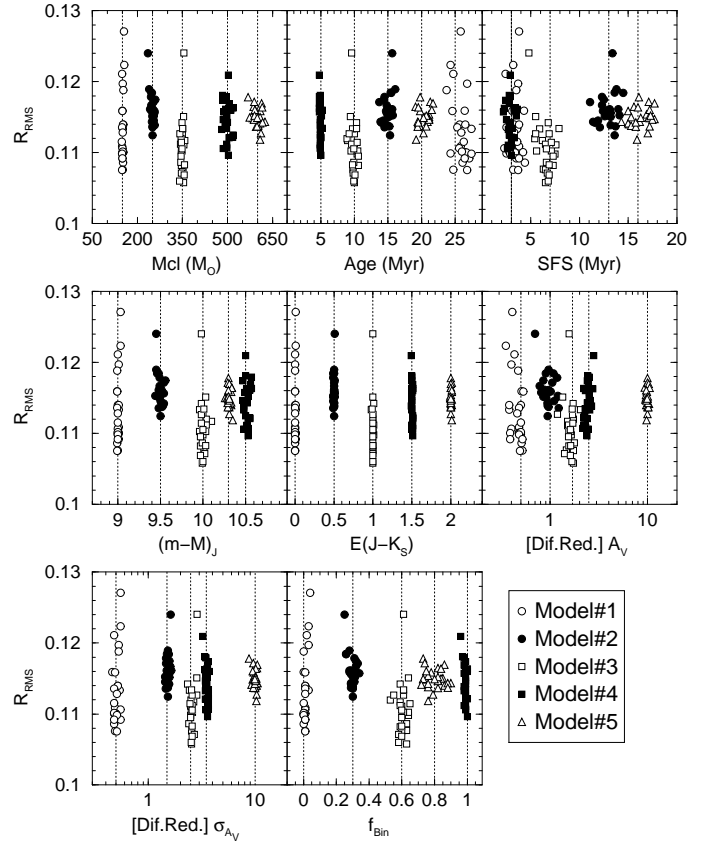 0.13
0.12
0.11
0.1
R_RMS
50 150 250 350 450 550 650
Mcl (M_O)
5 10 15 20 25
Age (Myr)
5 10 15 20
SFS (Myr)
0.13
0.12
0.11
0.1
R_RMS
9 9.5 10 10.5
(m−M)_J
0 0.5 1 1.5 2
E(J−K_S)
1 10
[Dif.Red.] A_V
0.13
0.12
0.11
0.1
R_RMS
1 10
[Dif.Red.] σ_A_V
0 0.2 0.4 0.6 0.8 1
f_Bin
Model#1
Model#2
Model#3
Model#4
Model#5